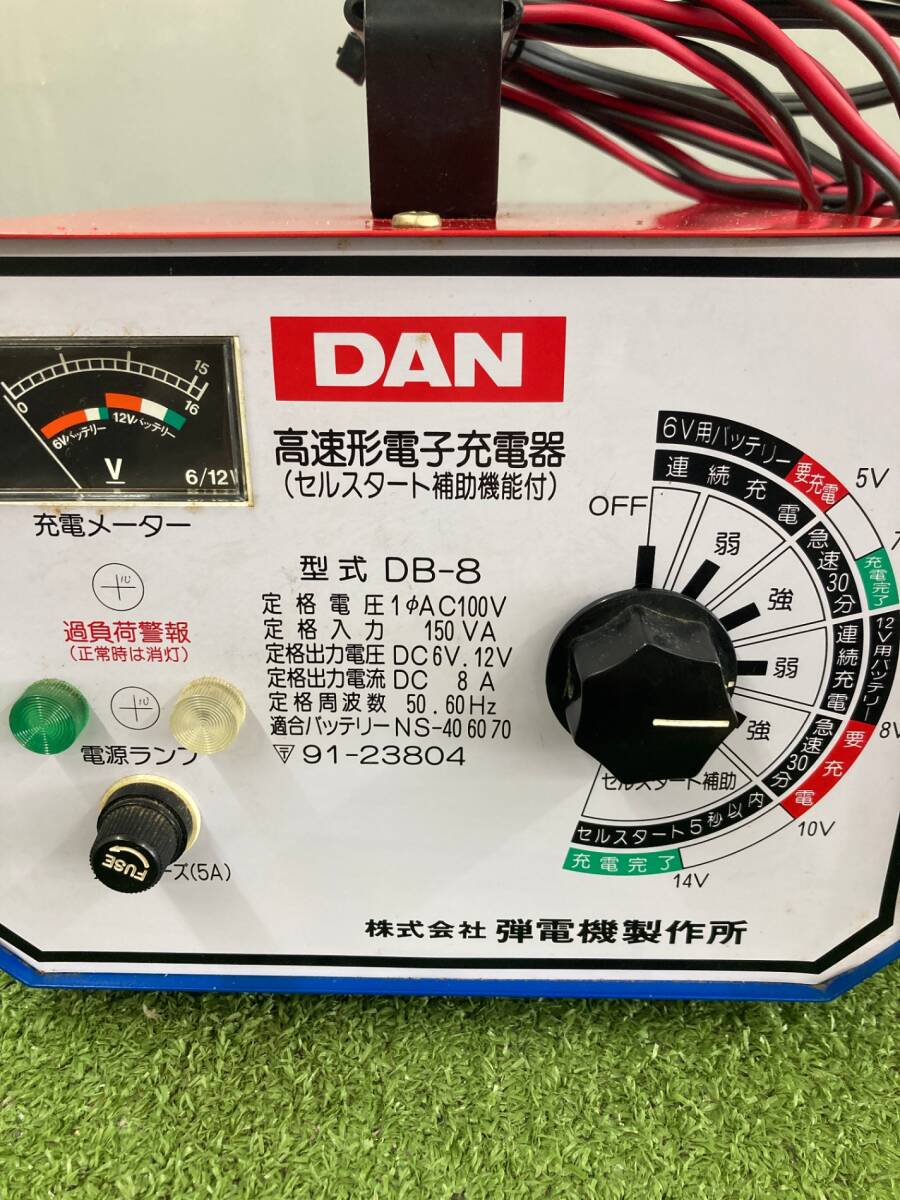 DAN
高速形電子充電器
(セルスタート補助機能付)
0
15
16
6Vバッテリー
12Vバッテリー
V
6/12V
充電メーター
過負荷警報
(正常時は消灯)
電源ランプ
FUSE
ーズ(5A)
型式 DB-8
定格電圧 1φAC100V
定格入力 150VA
定格出力電圧 DC6V.12V
定格出力電流 DC 8A
定格周波数 50.60Hz
適合バッテリー NS-40 60 70
〒 91-23804
OFF
弱
強
弱
強
セルスタート補助
連続充電
急速30分
連続充電
急速30分
セルスタート5秒以内
6V用バッテリー
要充電
充電完了
12V用バッテリー
要充電
充電完了
5V
7
8V
10V
14V
株式会社 弾電機製作所